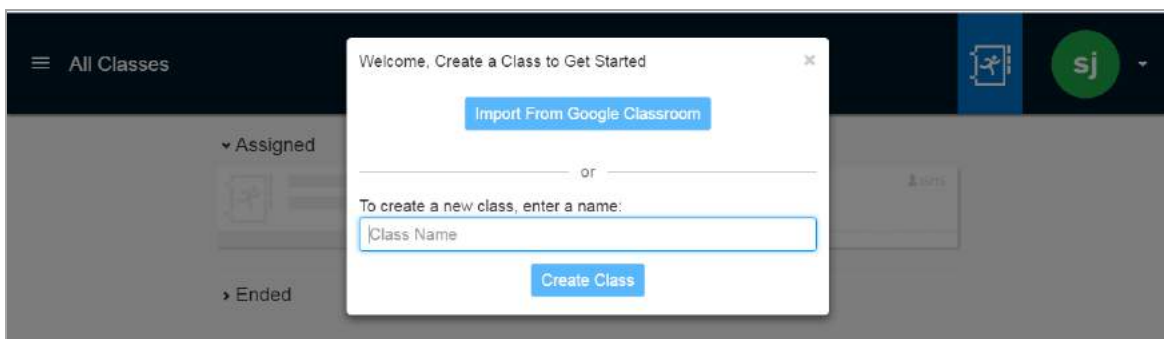 All Classes
sj
Welcome, Create a Class to Get Started
×
Import From Google Classroom
or
To create a new class, enter a name:
Class Name
Create Class
Assigned
Ended